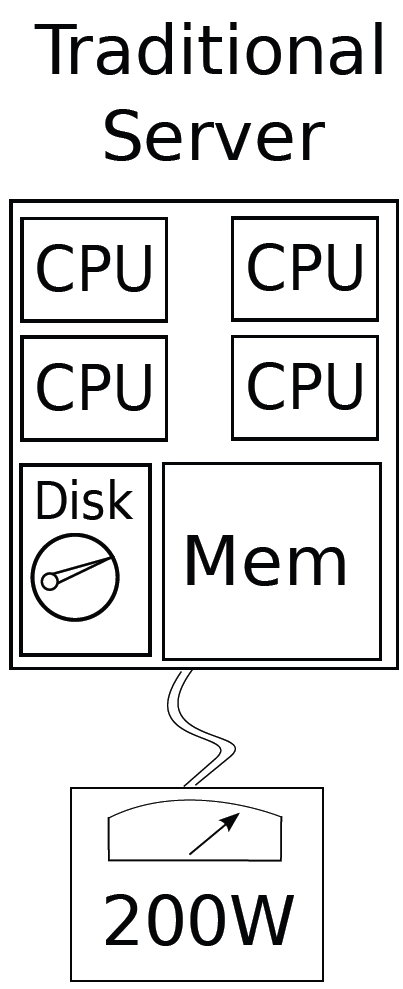 Traditional
Server
CPU CPU
CPU CPU
Disk
Mem
200W